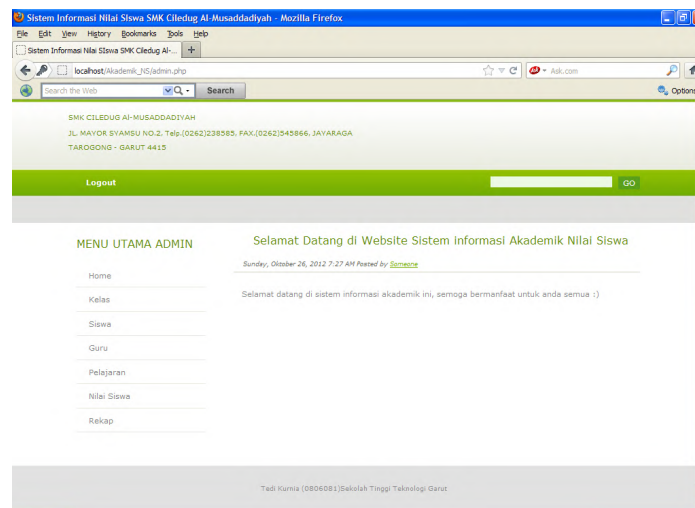 Sistem Informasi Nilai SIswa SMK Ciledug Al-Musaddadiyah - Mozilla Firefox
File Edit View History Bookmarks Tools Help
Sistem Informasi Nilai SIswa SMK Ciledug Al-... +
localhost/Akademik_NS/admin.php
Ask.com
Search the Web
Search
Options
SMK CILEDUG Al-MUSADDADIYAH
JL. MAYOR SYAMSU NO.2. Telp.(0262)238585. FAX.(0262)545866. JAYARAGA
TAROGONG - GARUT 4415
Logout
GO
MENU UTAMA ADMIN
Home
Kelas
Siswa
Guru
Pelajaran
Nilai Siswa
Rekap
Selamat Datang di Website Sistem informasi Akademik Nilai Siswa
Sunday, Oktober 26, 2012 7:27 AM Posted by Someone
Selamat datang di sistem informasi akademik ini, semoga bermanfaat untuk anda semua :)
Tedi Kurnia (0806081)Sekolah Tinggi Teknologi Garut